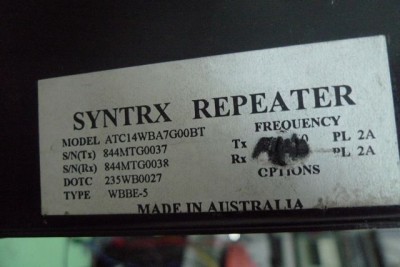 SYNTRX REPEATER
MODEL ATC14WBA7G00BT FREQUENCY
S/N(Tx) 844MTG0037 Tx PL 2A
S/N(Rx) 844MTG0038 Rx PL 2A
DOTC 235WB0027 OPTIONS
TYPE WBBE-5
MADE IN AUSTRALIA